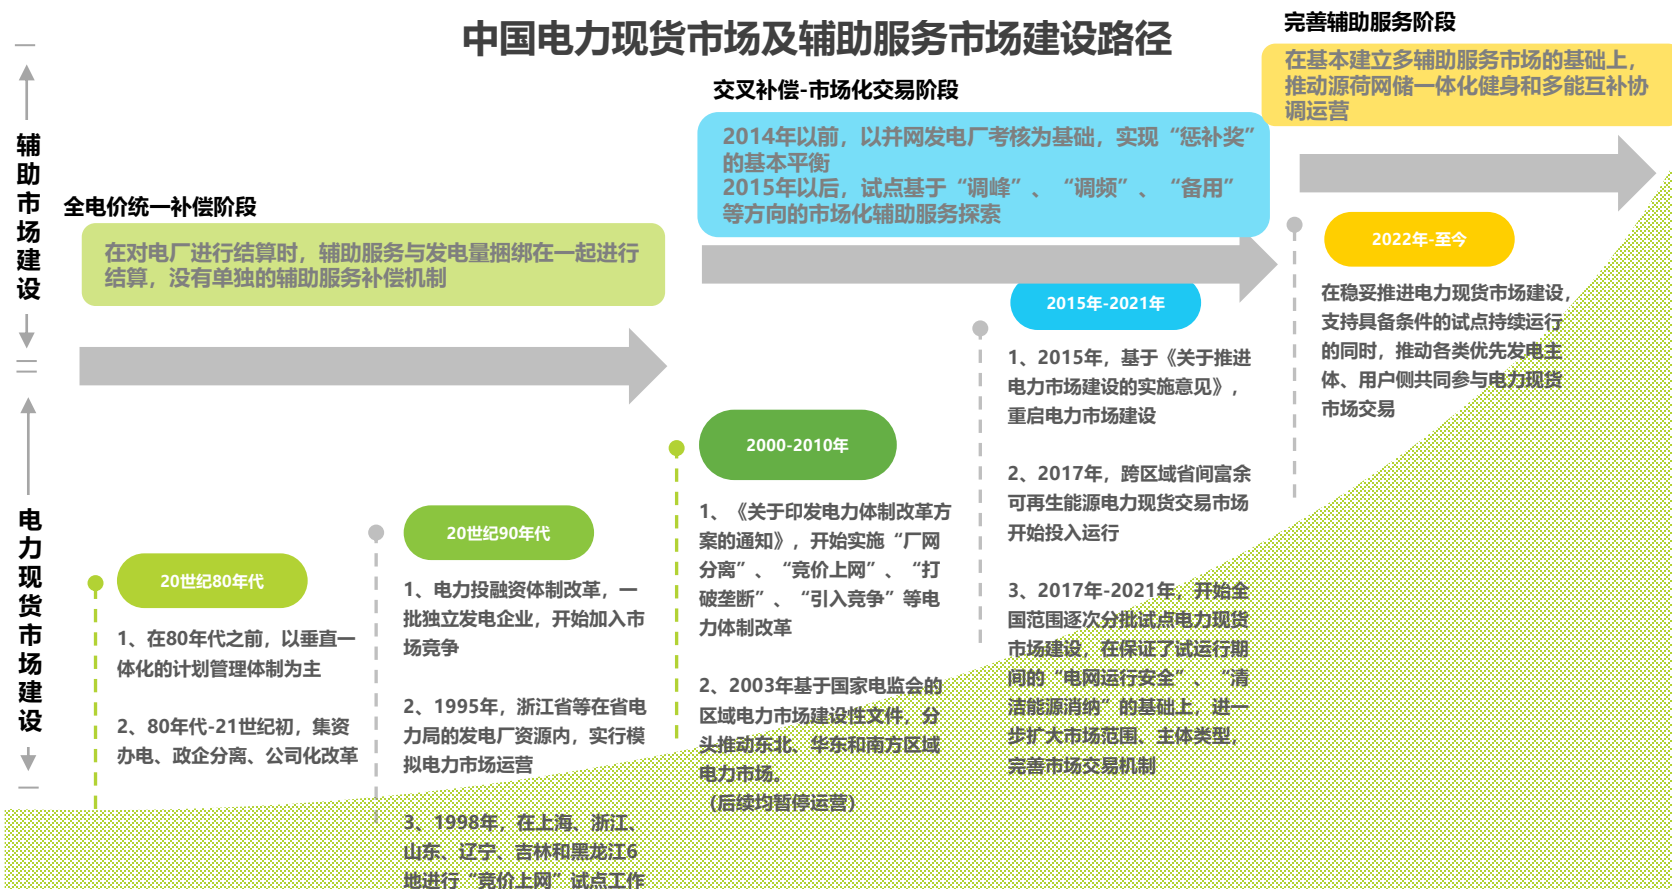 中国电力现货市场及辅助服务市场建设路径
辅助市场建设
电力现货市场建设
全电价统一补偿阶段
在对电厂进行结算时，辅助服务与发电量捆绑在一起进行
结算，没有单独的辅助服务补偿机制
交叉补偿-市场化交易阶段
2014年以前，以并网发电厂考核为基础，实现“惩补奖”
的基本平衡
2015年以后，试点基于“调峰”、“调频”、“备用”
等方向的市场化辅助服务探索
完善辅助服务阶段
在基本建立多辅助服务市场的基础上，
推动源荷网储一体化健身和多能互补协
调运营
20世纪80年代
1、在80年代之前，以垂直一
体化的计划管理体制为主
2、80年代-21世纪初，集资
办电、政企分离、公司化改革
20世纪90年代
1、电力投融资体制改革，一
批独立发电企业，开始加入市
场竞争
2、1995年，浙江省等在省电
力局的发电厂资源内，实行模
拟电力市场运营
3、1998年，在上海、浙江、
山东、辽宁、吉林和黑龙江6
地进行“竞价上网”试点工作
2000-2010年
1、《关于印发电力体制改革方
案的通知》，开始实施“厂网
分离”、“竞价上网”、“打
破垄断”、“引入竞争”等电
力体制改革
2、2003年基于国家电监会的
区域电力市场建设性文件，分
头推动东北、华东和南方区域
电力市场。
（后续均暂停运营）
2015年-2021年
1、2015年，基于《关于推进
电力市场建设的实施意见》，
重启电力市场建设
2、2017年，跨区域省间富余
可再生能源电力现货交易市场
开始投入运行
3、2017年-2021年，开始全
国范围逐次分批试点电力现货
市场建设，在保证了试运行期
间的“电网运行安全”、“清
洁能源消纳”的基础上，进一
步扩大市场范围、主体类型，
完善市场交易机制
2022年-至今
在稳妥推进电力现货市场建设，
支持具备条件的试点持续运行
的同时，推动各类优先发电主
体、用户侧共同参与电力现货
市场交易